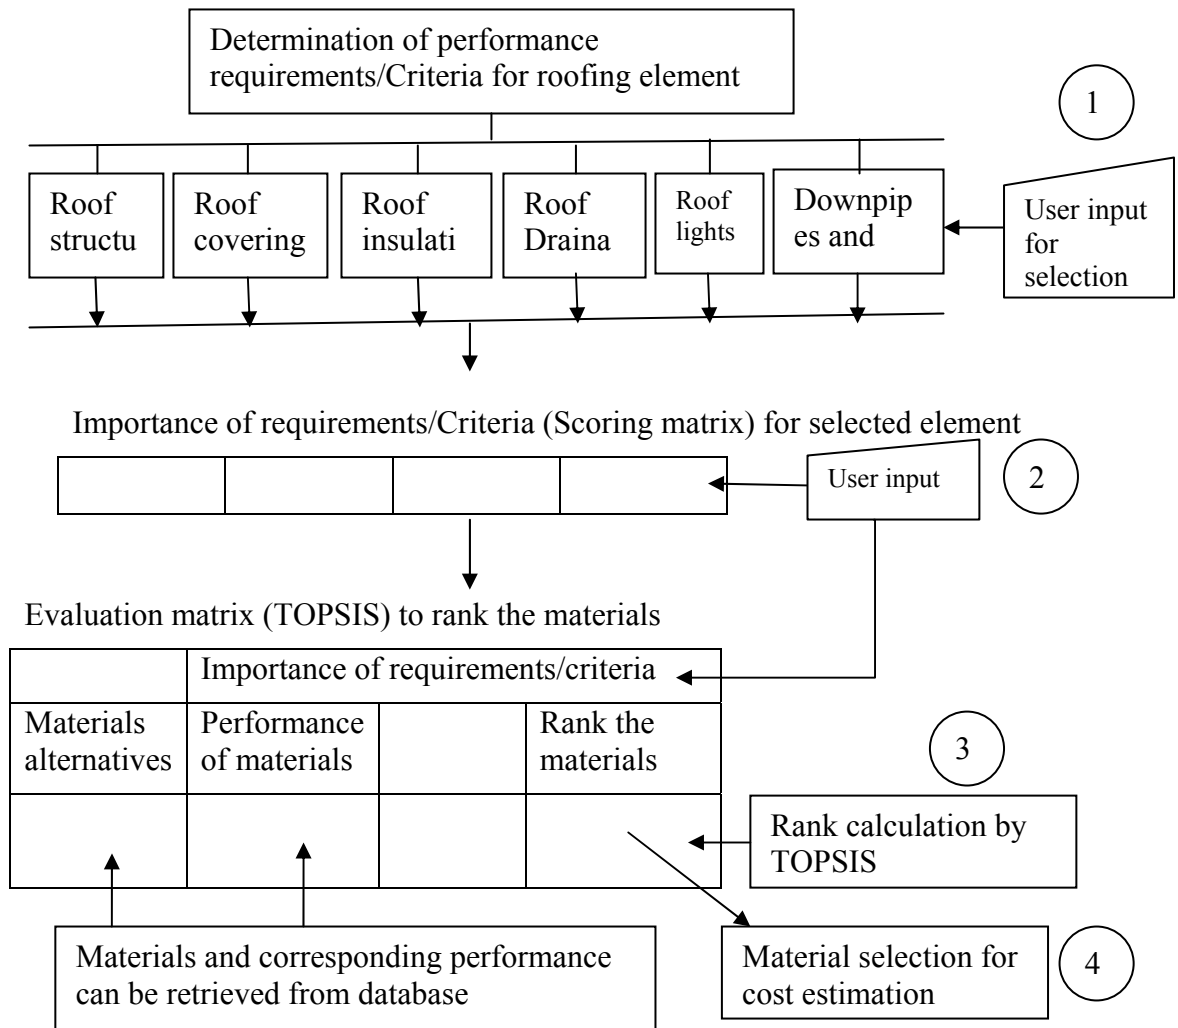 Determination of performance
requirements/Criteria for roofing element
1
Roof
structu
Roof
covering
Roof
insulati
Roof
Draina
Roof
lights
Downpip
es and
User input
for
selection
Importance of requirements/Criteria (Scoring matrix) for selected element
User input
2
Evaluation matrix (TOPSIS) to rank the materials
Importance of requirements/criteria
Materials
alternatives
Performance
of materials
Rank the
materials
3
Rank calculation by
TOPSIS
Materials and corresponding performance
can be retrieved from database
Material selection for
cost estimation
4